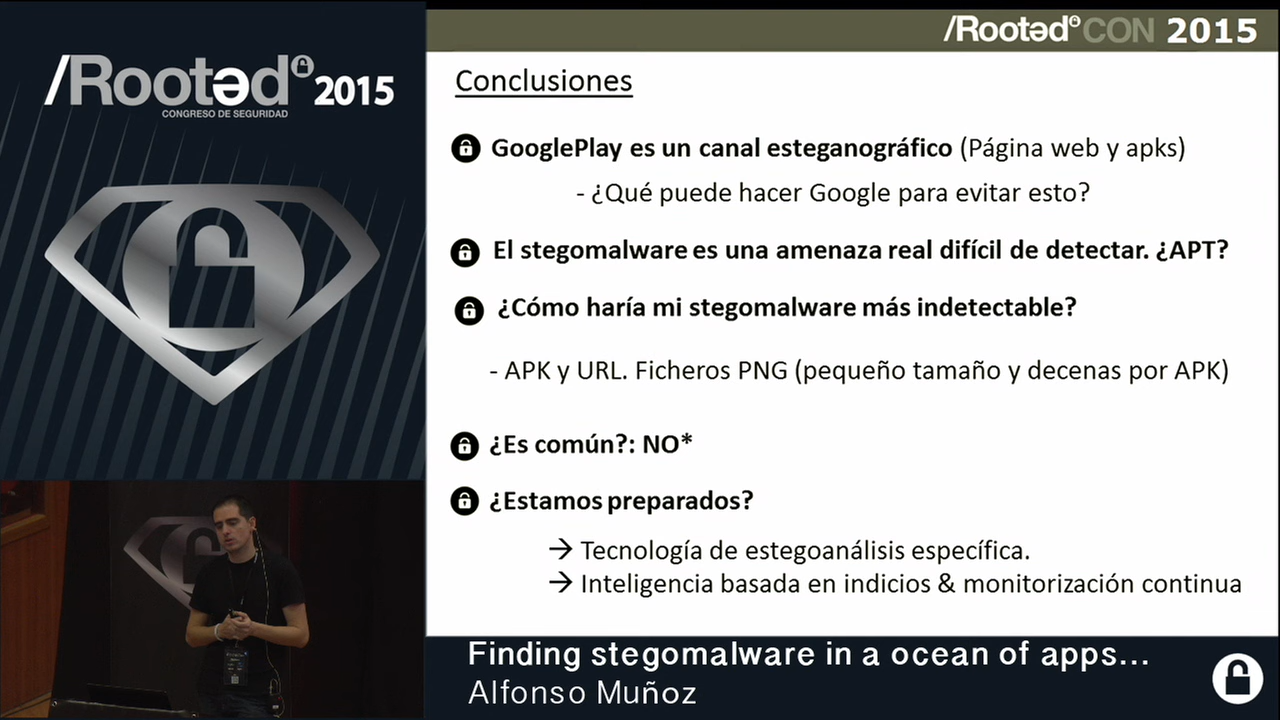 /Rootəd 2015
CONGRESO DE SEGURIDAD
/Rootəd CON 2015
Conclusiones
GooglePlay es un canal esteganográfico (Página web y apks)
- ¿Qué puede hacer Google para evitar esto?
El stegomalware es una amenaza real difícil de detectar. ¿APT?
¿Cómo haría mi stegomalware más indetectable?
- APK y URL. Ficheros PNG (pequeño tamaño y decenas por APK)
¿Es común?: NO*
¿Estamos preparados?
→ Tecnología de estegoanálisis específica.
→ Inteligencia basada en indicios & monitorización continua
Finding stegomalware in a ocean of apps...
Alfonso Muñoz